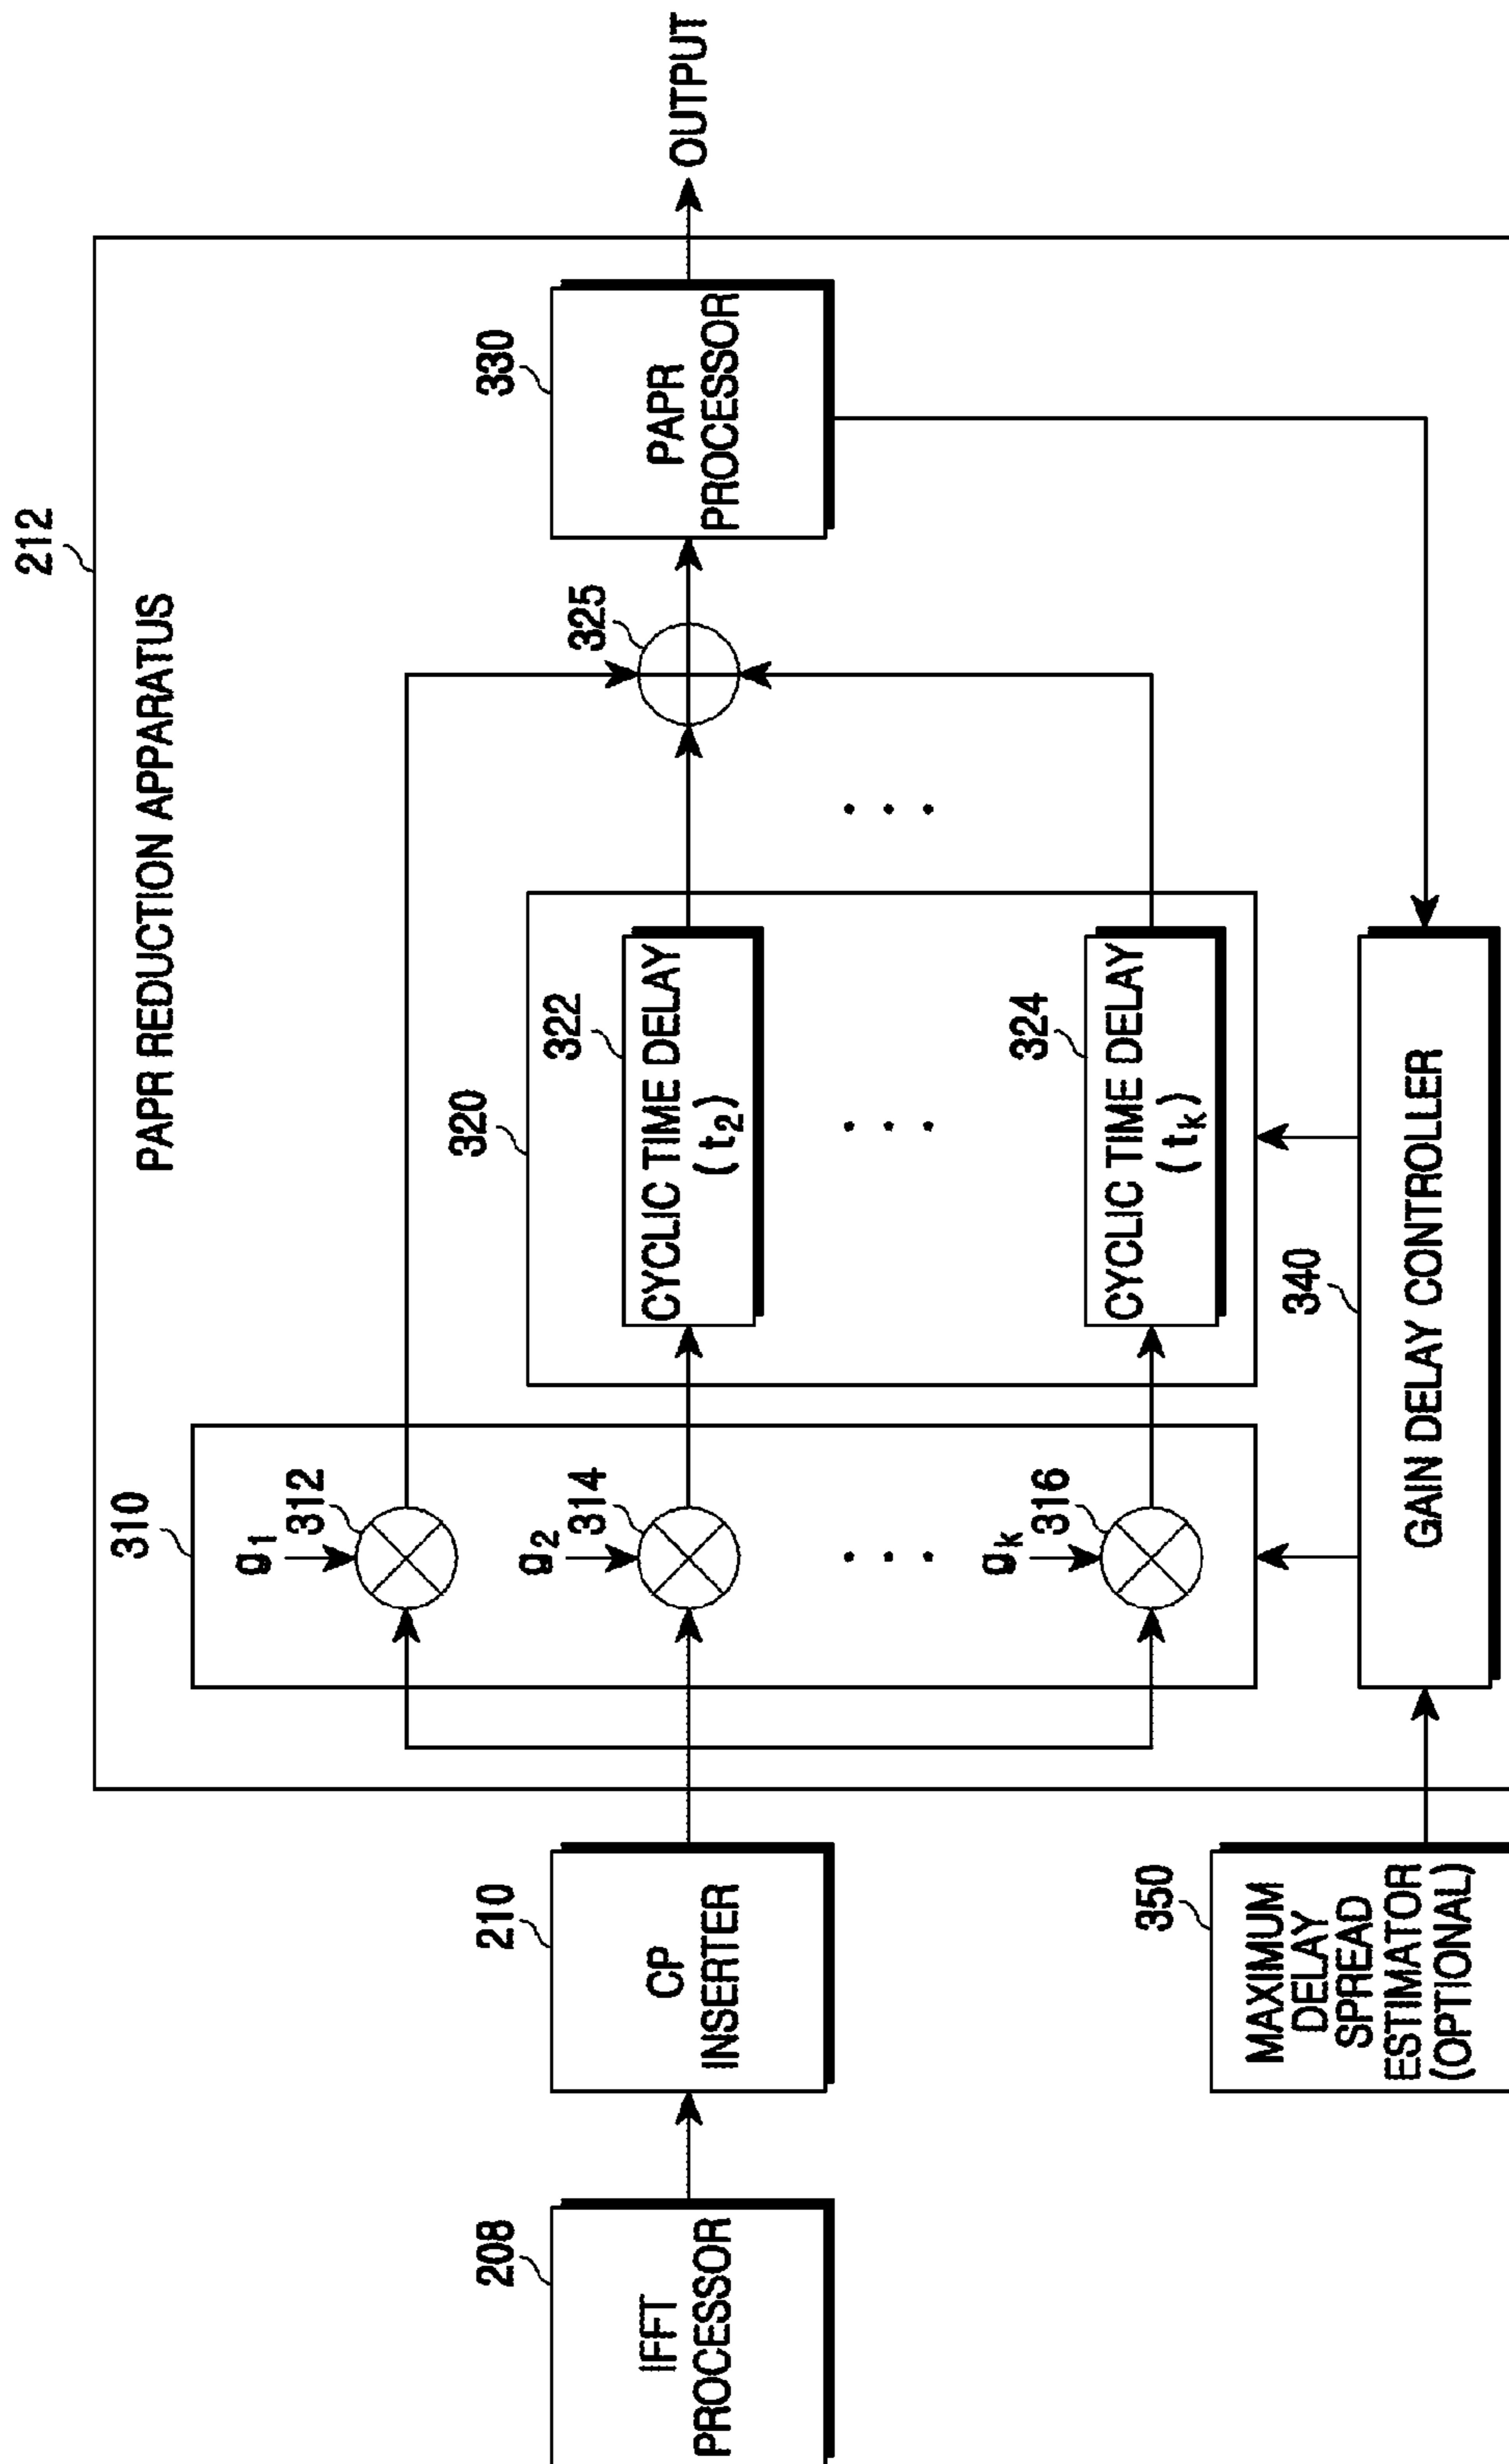 212
PAPR REDUCTION APPARATUS
310
g1
312
320
325
330
208
IFFT
PROCESSOR
210
CP
INSERTER
g2
314
322
CYCLIC TIME DELAY
(t2)
PAPR
PROCESSOR
OUTPUT
. . .
. . .
. . .
gk
316
324
CYCLIC TIME DELAY
(tk)
350
MAXIMUM
DELAY
SPREAD
ESTIMATOR
(OPTIONAL)
340
GAIN DELAY CONTROLLER